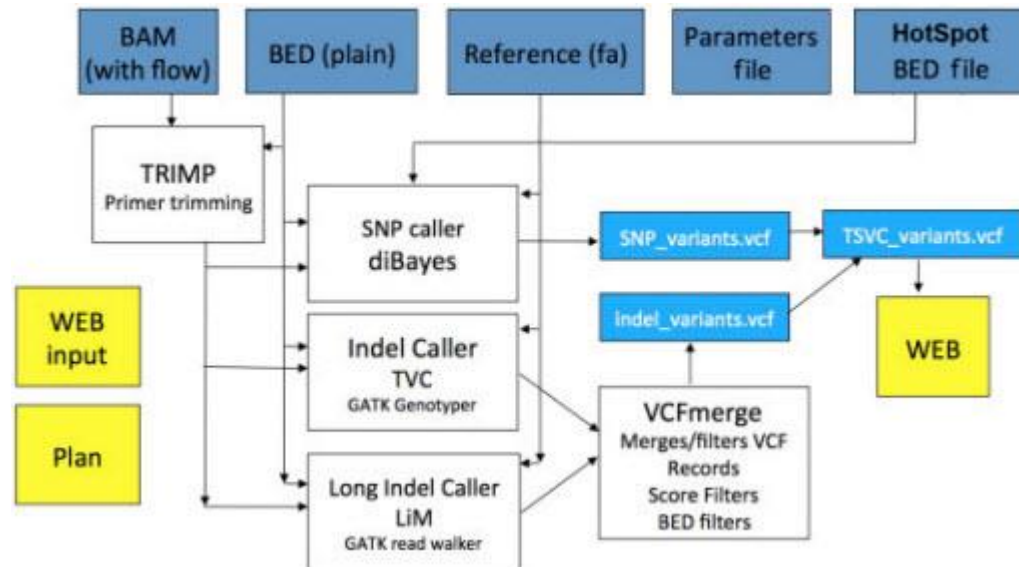 BAM
(with flow)
BED (plain)
Reference (fa)
Parameters
file
HotSpot
BED file
TRIMP
Primer trimming
SNP caller
diBayes
SNP_variants.vcf
TSVC_variants.vcf
WEB
input
Indel Caller
TVC
GATK Genotyper
indel_variants.vcf
WEB
Plan
Long Indel Caller
LiM
GATK read walker
VCFmerge
Merges/filters VCF
Records
Score Filters
BED filters